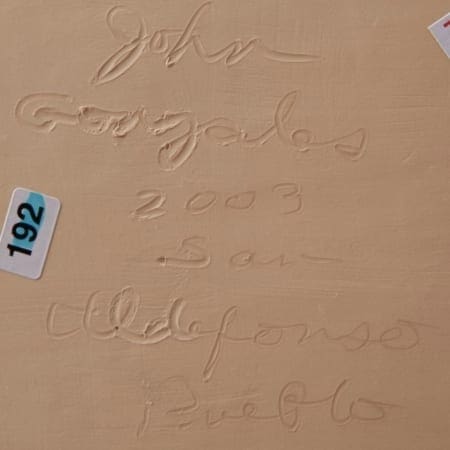 John
Gonzales
2003
San
Ildefonso
Pueblo
192